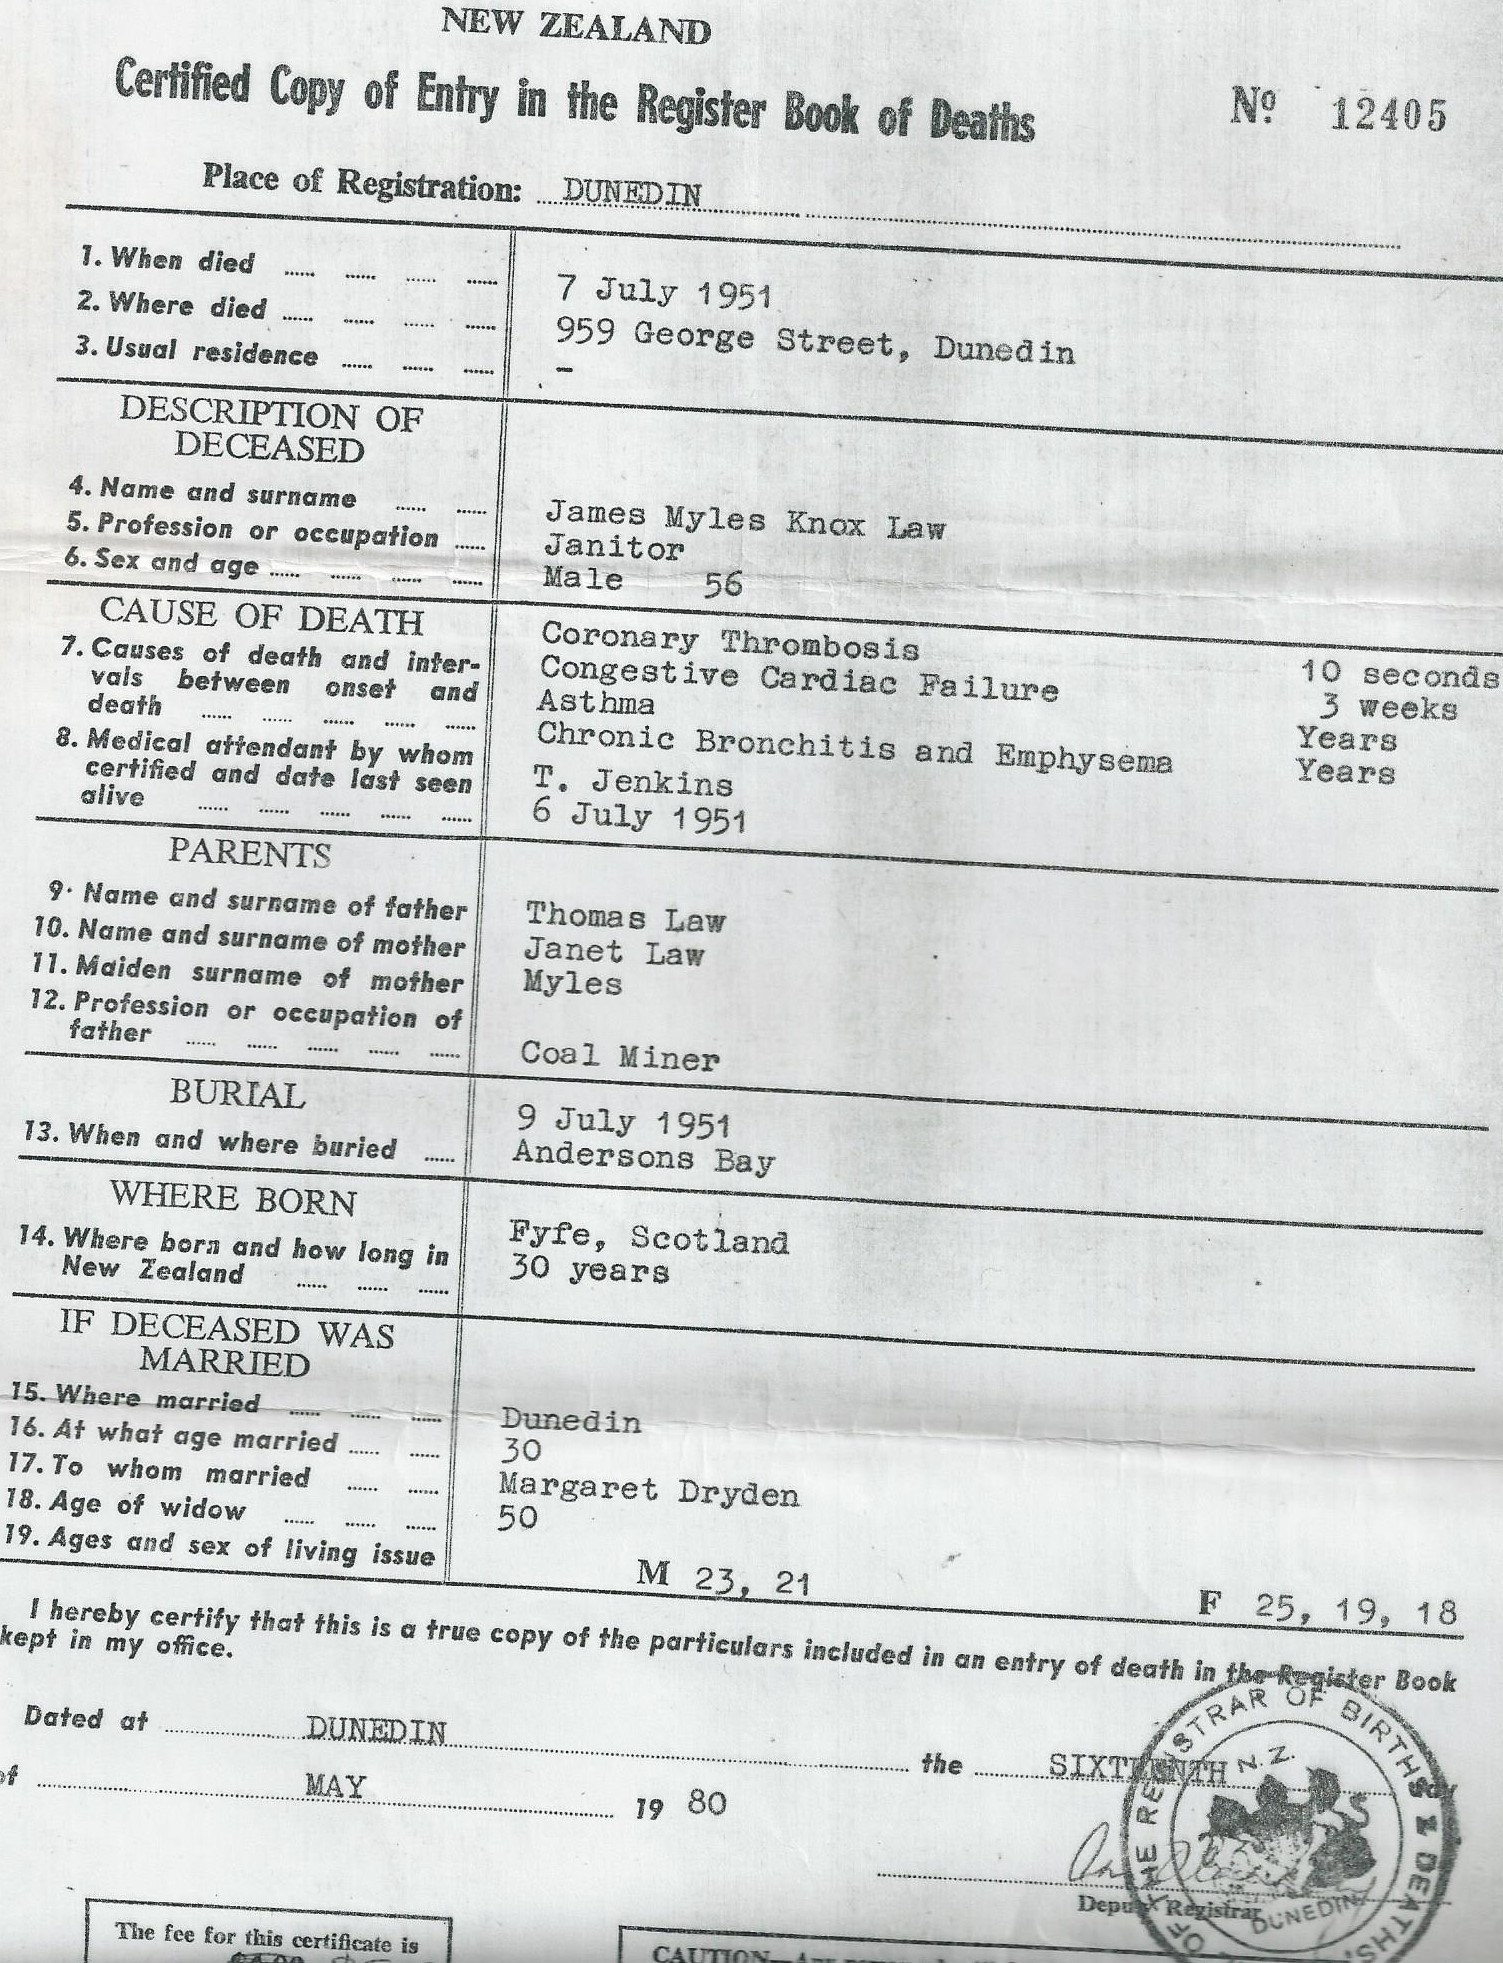 NEW ZEALAND
Certified Copy of Entry in the Register Book of Deaths
No. 12405
Place of Registration: DUNEDIN
1. When died 7 July 1951
2. Where died 959 George Street, Dunedin
3. Usual residence –
DESCRIPTION OF
DECEASED
4. Name and surname James Myles Knox Law
5. Profession or occupation Janitor
6. Sex and age Male 56
CAUSE OF DEATH
7. Causes of death and inter-
vals between onset and
death
Coronary Thrombosis 10 seconds
Congestive Cardiac Failure 3 weeks
Asthma Years
Chronic Bronchitis and Emphysema Years
8. Medical attendant by whom
certified and date last seen
alive
T. Jenkins
6 July 1951
PARENTS
9. Name and surname of father Thomas Law
10. Name and surname of mother Janet Law
11. Maiden surname of mother Myles
12. Profession or occupation of
father Coal Miner
BURIAL
13. When and where buried
9 July 1951
Andersons Bay
WHERE BORN
14. Where born and how long in
New Zealand
Fyfe, Scotland
30 years
IF DECEASED WAS
MARRIED
15. Where married Dunedin
16. At what age married 30
17. To whom married Margaret Dryden
18. Age of widow 50
19. Ages and sex of living issue M 23, 21 F 25, 19, 18
I hereby certify that this is a true copy of the particulars included in an entry of death in the Register Book
kept in my office.
Dated at DUNEDIN the SIXTEENTH
of MAY 19 80
Deputy Registrar
OF THE REGISTRAR OF BIRTHS & DEATHS,
N.Z.
DUNEDIN
The fee for this certificate is
CAUTION—